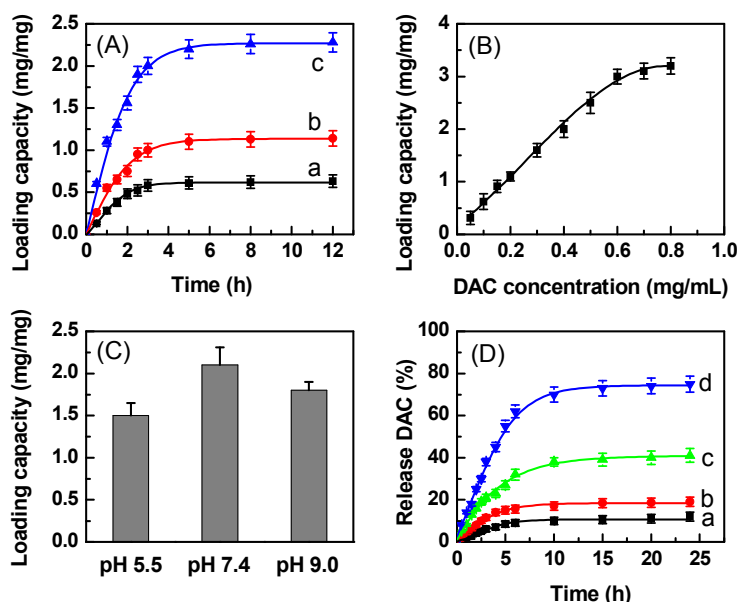 (A)
Loading capacity (mg/mg)
2.5
2.0
1.5
1.0
0.5
0.0
c
b
a
0 2 4 6 8 10 12
Time (h)
(B)
Loading capacity (mg/mg)
4
3
2
1
0
0.0 0.2 0.4 0.6 0.8 1.0
DAC concentration (mg/mL)
(C)
Loading capacity (mg/mg)
2.5
2.0
1.5
1.0
0.5
0.0
pH 5.5 pH 7.4 pH 9.0
(D)
Release DAC (%)
100
80
60
40
20
0
d
c
b
a
0 5 10 15 20 25
Time (h)